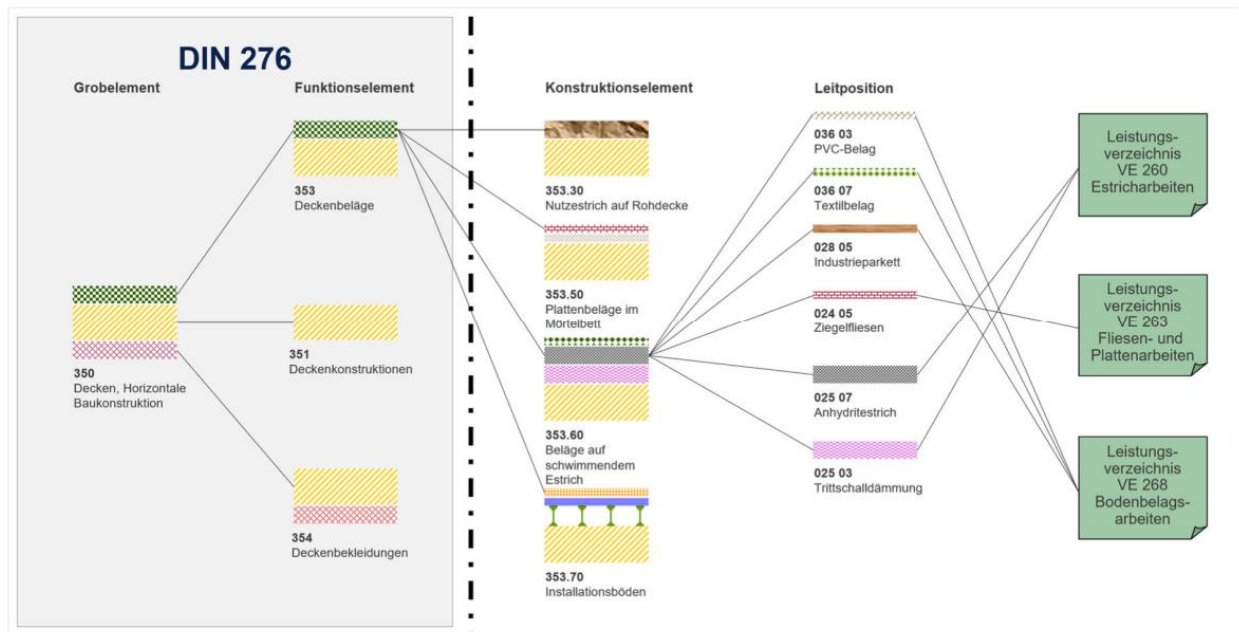 DIN 276
Grobelement
Funktionselement
Konstruktionselement
Leitposition
350
Decken, Horizontale
Baukonstruktion
353
Deckenbeläge
351
Deckenkonstruktionen
354
Deckenbekleidungen
353.30
Nutzestrich auf Rohdecke
353.50
Plattenbeläge im
Mörtelbett
353.60
Beläge auf
schwimmendem
Estrich
353.70
Installationsböden
036 03
PVC-Belag
036 07
Textilbelag
028 05
Industrieparkett
024 05
Ziegelfliesen
025 07
Anhydritestrich
025 03
Trittschalldämmung
Leistungs-
verzeichnis
VE 260
Estricharbeiten
Leistungs-
verzeichnis
VE 263
Fliesen- und
Plattenarbeiten
Leistungs-
verzeichnis
VE 268
Bodenbelags-
arbeiten